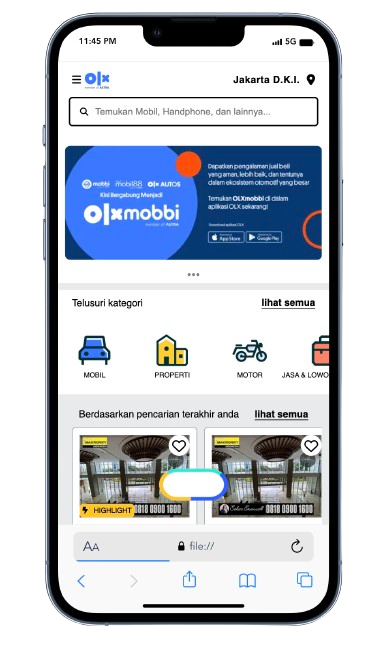 11:45 PM
5G
olx
member of ASTRA
Jakarta D.K.I.
Temukan Mobil, Handphone, dan lainnya...
mobbi mobil88 OLX AUTOS
Kini Bergabung Menjadi
olxmobbi
member of ASTRA
Dapatkan pengalaman jual beli
yang aman, lebih baik, dan tentunya
dalam ekosistem otomotif yang besar
Temukan OLXmobbi di dalam
aplikasi OLX sekarang!
Download aplikasi OLX
App Store
Google Play
Telusuri kategori
lihat semua
MOBIL
PROPERTI
MOTOR
JASA & LOWO
Berdasarkan pencarian terakhir anda
lihat semua
HIGHLIGHT
0818 0900 1600
0818 0900 1600
AA
file://